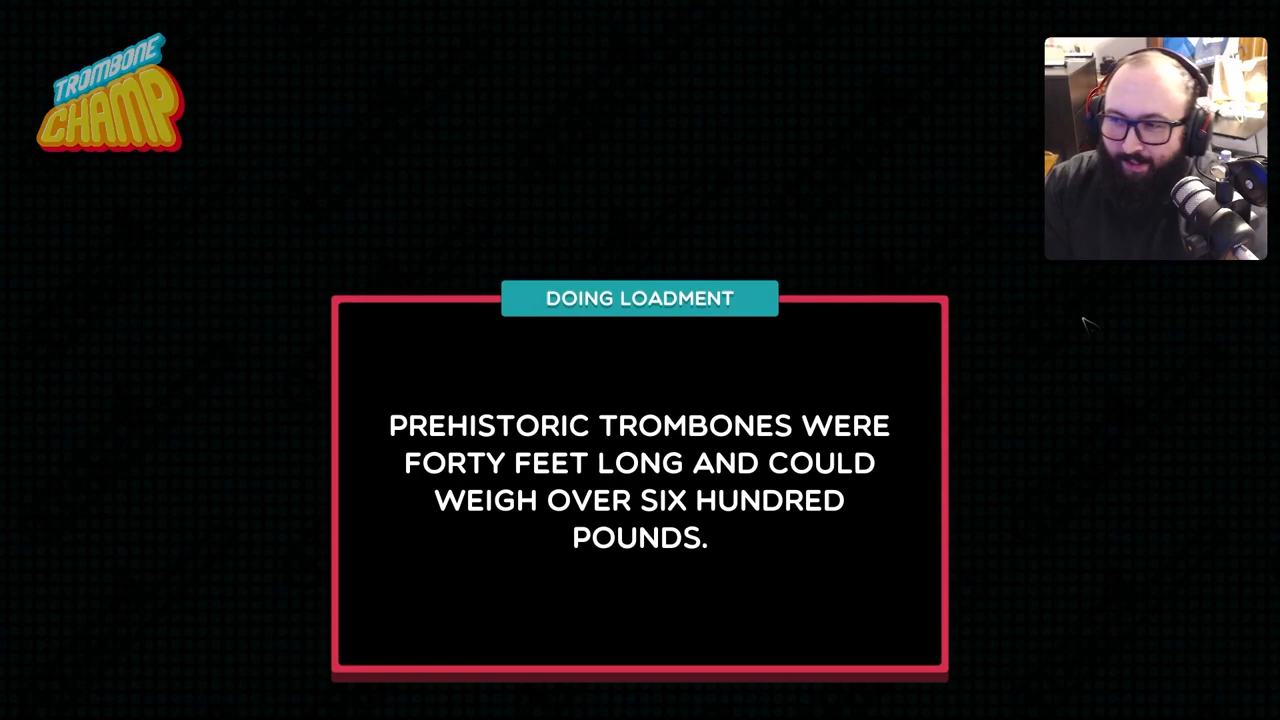 TROMBONE
CHAMP
DOING LOADMENT
PREHISTORIC TROMBONES WERE
FORTY FEET LONG AND COULD
WEIGH OVER SIX HUNDRED
POUNDS.